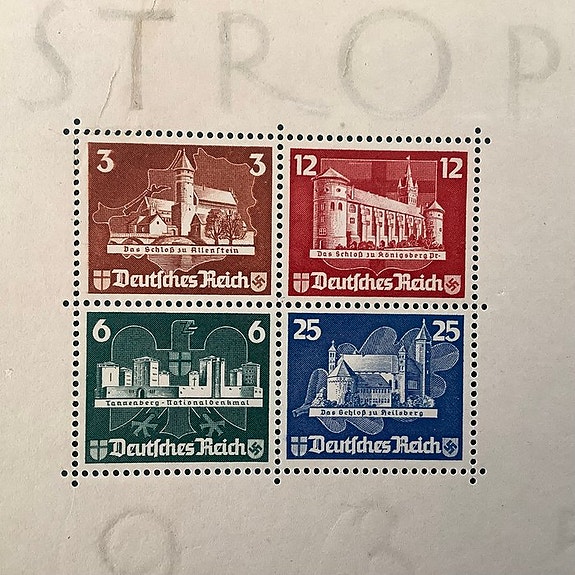 STROP
3 3
Das Schloß zu Allenstein
Deutsches Reich
12 12
Das Schloß zu Königsberg Pr.
Deutsches Reich
6 6
Tannenberg-Nationaldenkmal
Deutsches Reich
25 25
Das Schloß zu Heilsberg
Deutsches Reich